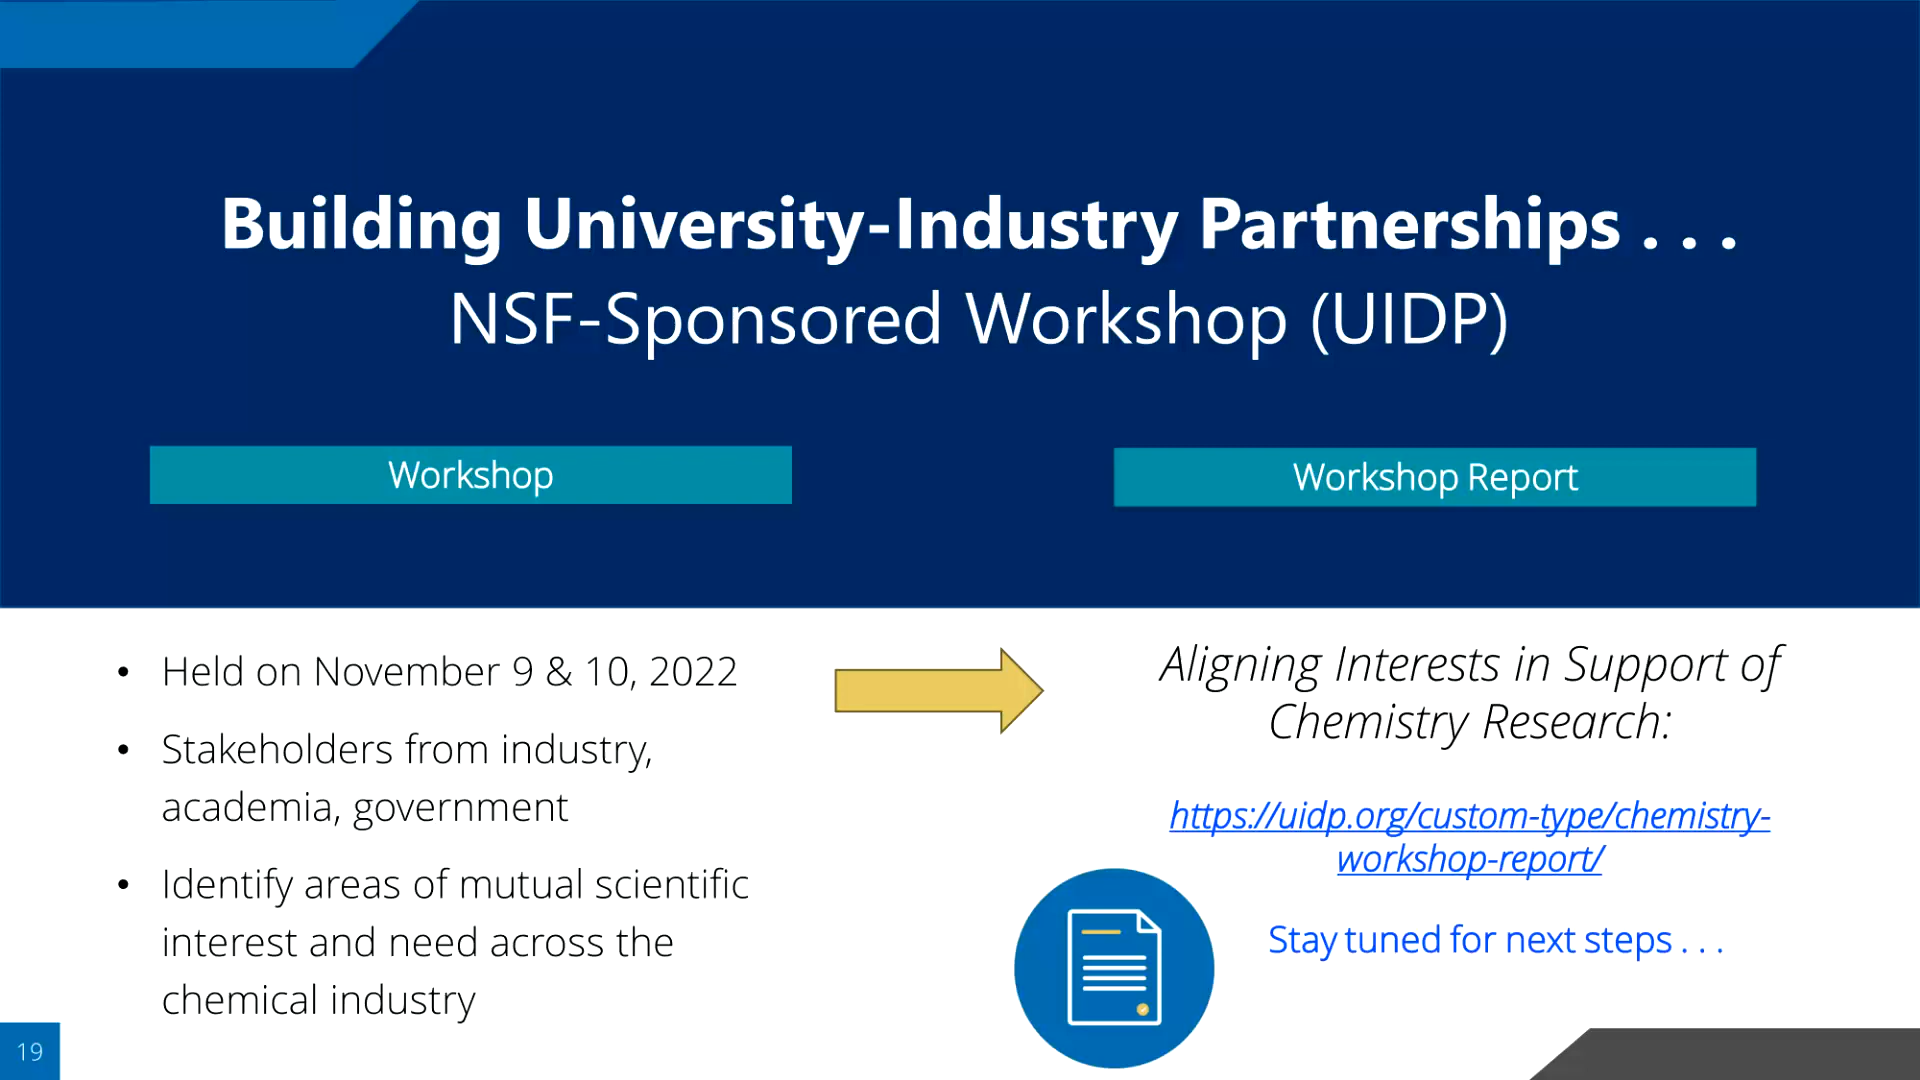 Building University-Industry Partnerships . . .
NSF-Sponsored Workshop (UIDP)
Workshop
Workshop Report
• Held on November 9 & 10, 2022
• Stakeholders from industry,
academia, government
• Identify areas of mutual scientific
interest and need across the
chemical industry
Aligning Interests in Support of
Chemistry Research:
https://uidp.org/custom-type/chemistry-
workshop-report/
Stay tuned for next steps . . .
19